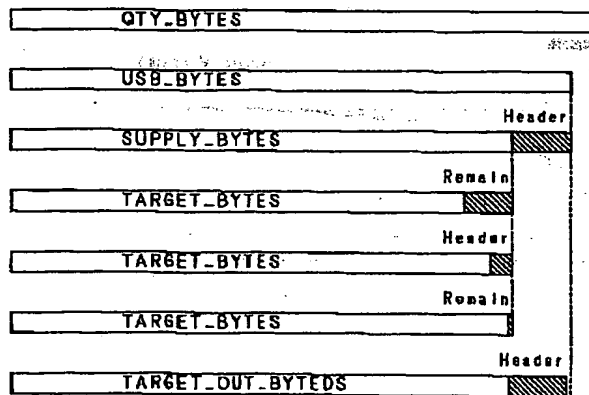 QTY_BYTES
USB_BYTES
Header
SUPPLY_BYTES
Remain
TARGET_BYTES
Header
TARGET_BYTES
Remain
TARGET_BYTES
Header
TARGET_OUT_BYTEDS